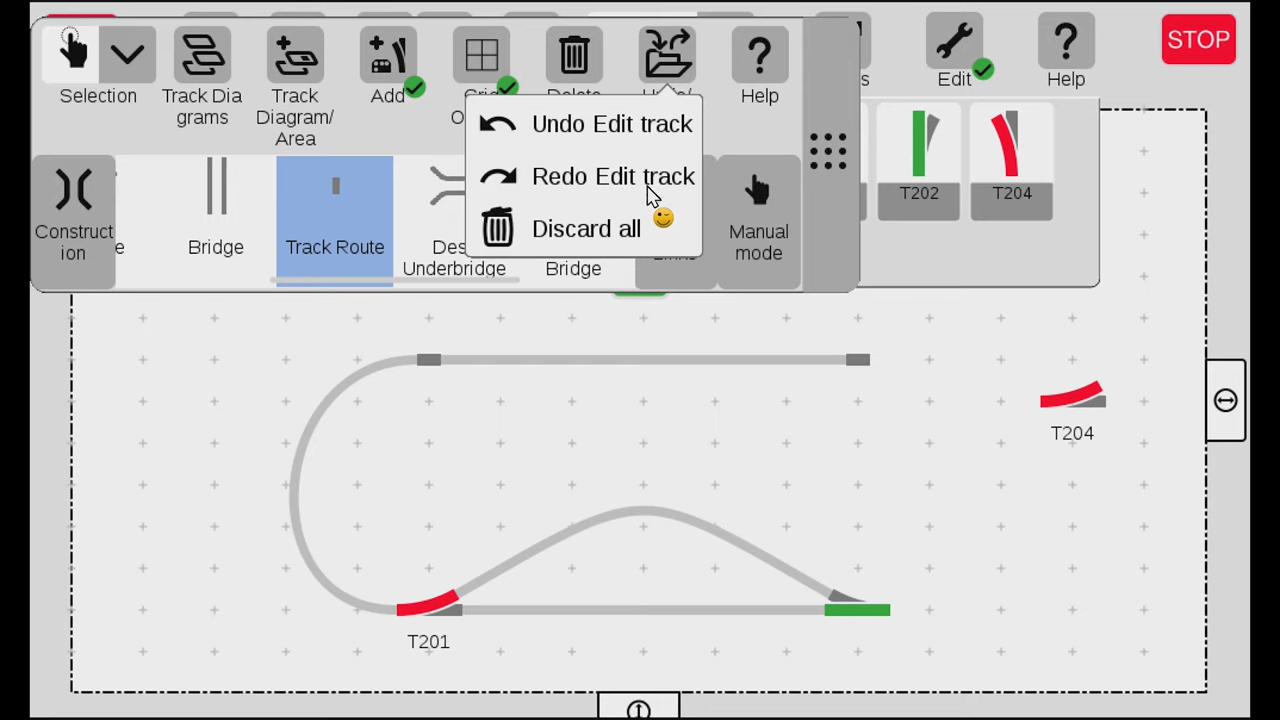 STOP
Selection
Track Dia
grams
Track
Diagram/
Area
Add
Delete
Undo/
Help
Edit
Help
Undo Edit track
Redo Edit track
Discard all
Construct
ion
Bridge
Track Route
Underbridge
Bridge
Manual
mode
T202
T204
T204
T201